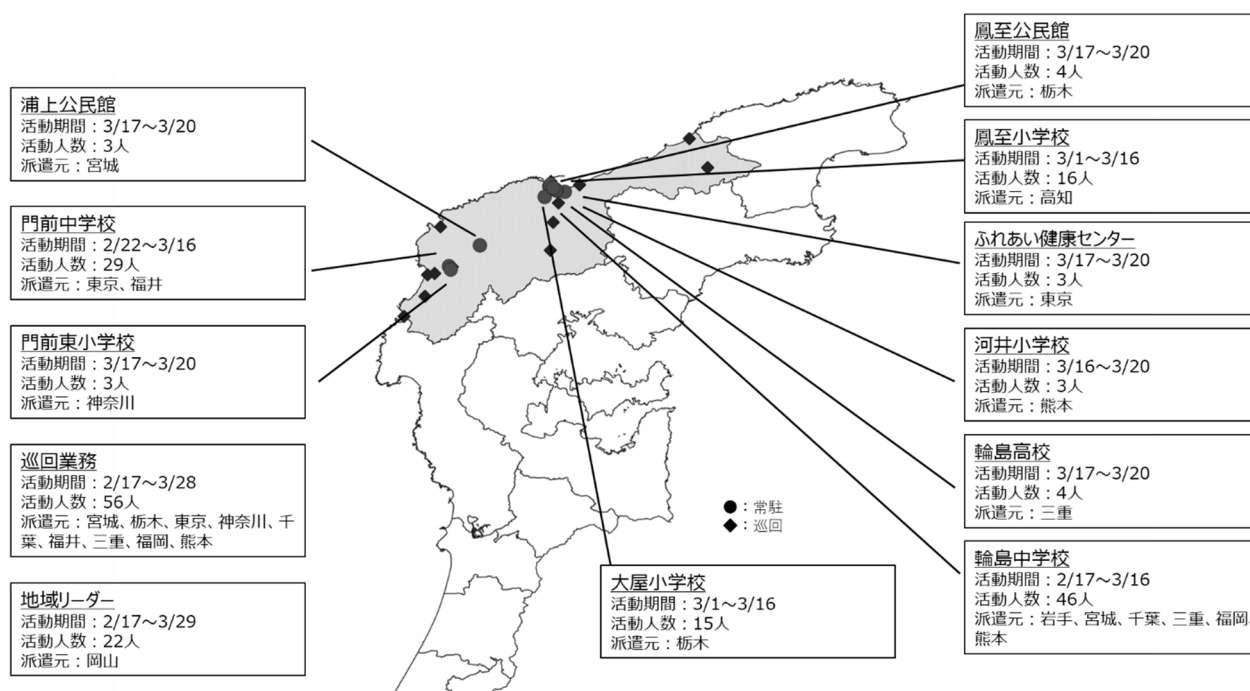 浦上公民館
活動期間：3/17～3/20
活動人数：3人
派遣元：宮城
門前中学校
活動期間：2/22～3/16
活動人数：29人
派遣元：東京、福井
門前東小学校
活動期間：3/17～3/20
活動人数：3人
派遣元：神奈川
巡回業務
活動期間：2/17～3/28
活動人数：56人
派遣元：宮城、栃木、東京、神奈川、千
葉、福井、三重、福岡、熊本
地域リーダー
活動期間：2/17～3/29
活動人数：22人
派遣元：岡山
鳳至公民館
活動期間：3/17～3/20
活動人数：4人
派遣元：栃木
鳳至小学校
活動期間：3/1～3/16
活動人数：16人
派遣元：高知
ふれあい健康センター
活動期間：3/17～3/20
活動人数：3人
派遣元：東京
河井小学校
活動期間：3/16～3/20
活動人数：3人
派遣元：熊本
輪島高校
活動期間：3/17～3/20
活動人数：4人
派遣元：三重
輪島中学校
活動期間：2/17～3/16
活動人数：46人
派遣元：岩手、宮城、千葉、三重、福岡、
熊本
●：常駐
◆：巡回
大屋小学校
活動期間：3/1～3/16
活動人数：15人
派遣元：栃木